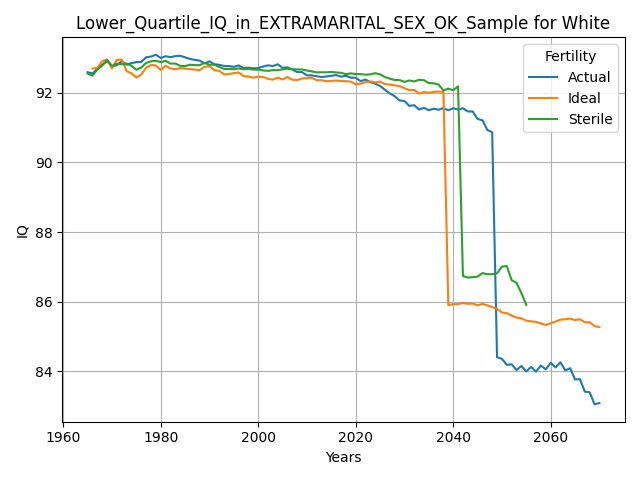 Lower_Quartile_IQ_in_EXTRAMARITAL_SEX_OK_Sample for White
Fertility
Actual
Ideal
Sterile
IQ
92
90
88
86
84
1960
1980
2000
2020
2040
2060
Years